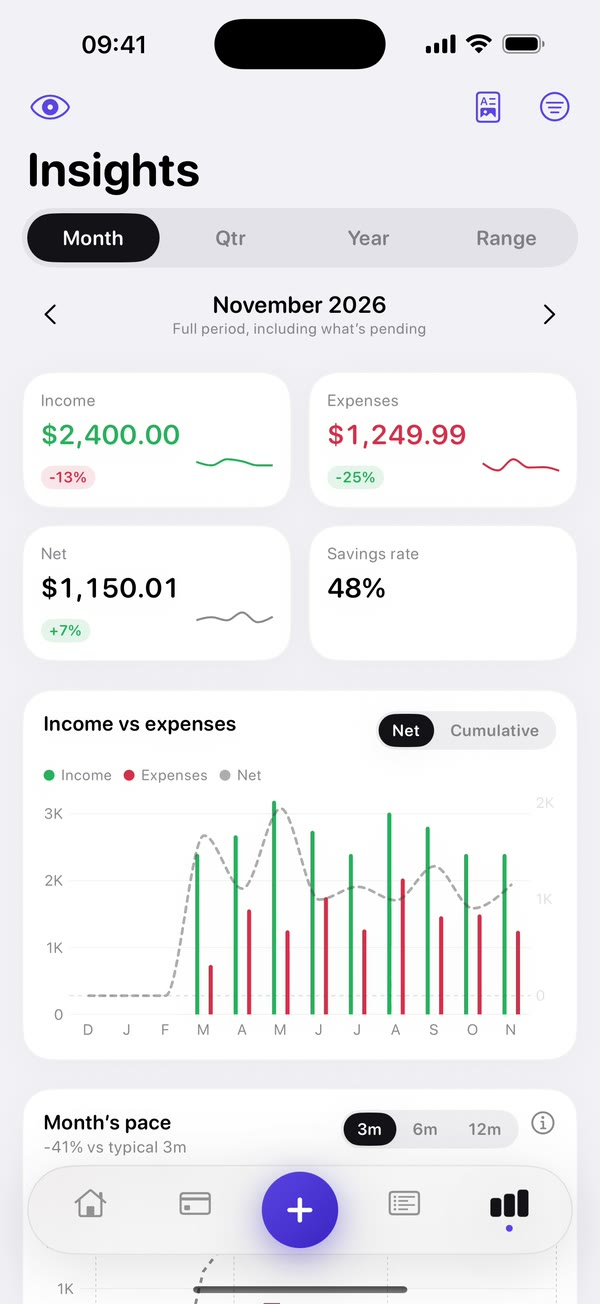 09:41
Insights
Month Qtr Year Range
November 2026
Full period, including what's pending
Income
$2,400.00
-13%
Expenses
$1,249.99
-25%
Net
$1,150.01
+7%
Savings rate
48%
Income vs expenses
Net Cumulative
Income Expenses Net
3K 2K
2K
1K
1K
0
0
D J F M A M J J A S O N
Month's pace
3m 6m 12m
-41% vs typical 3m
1K